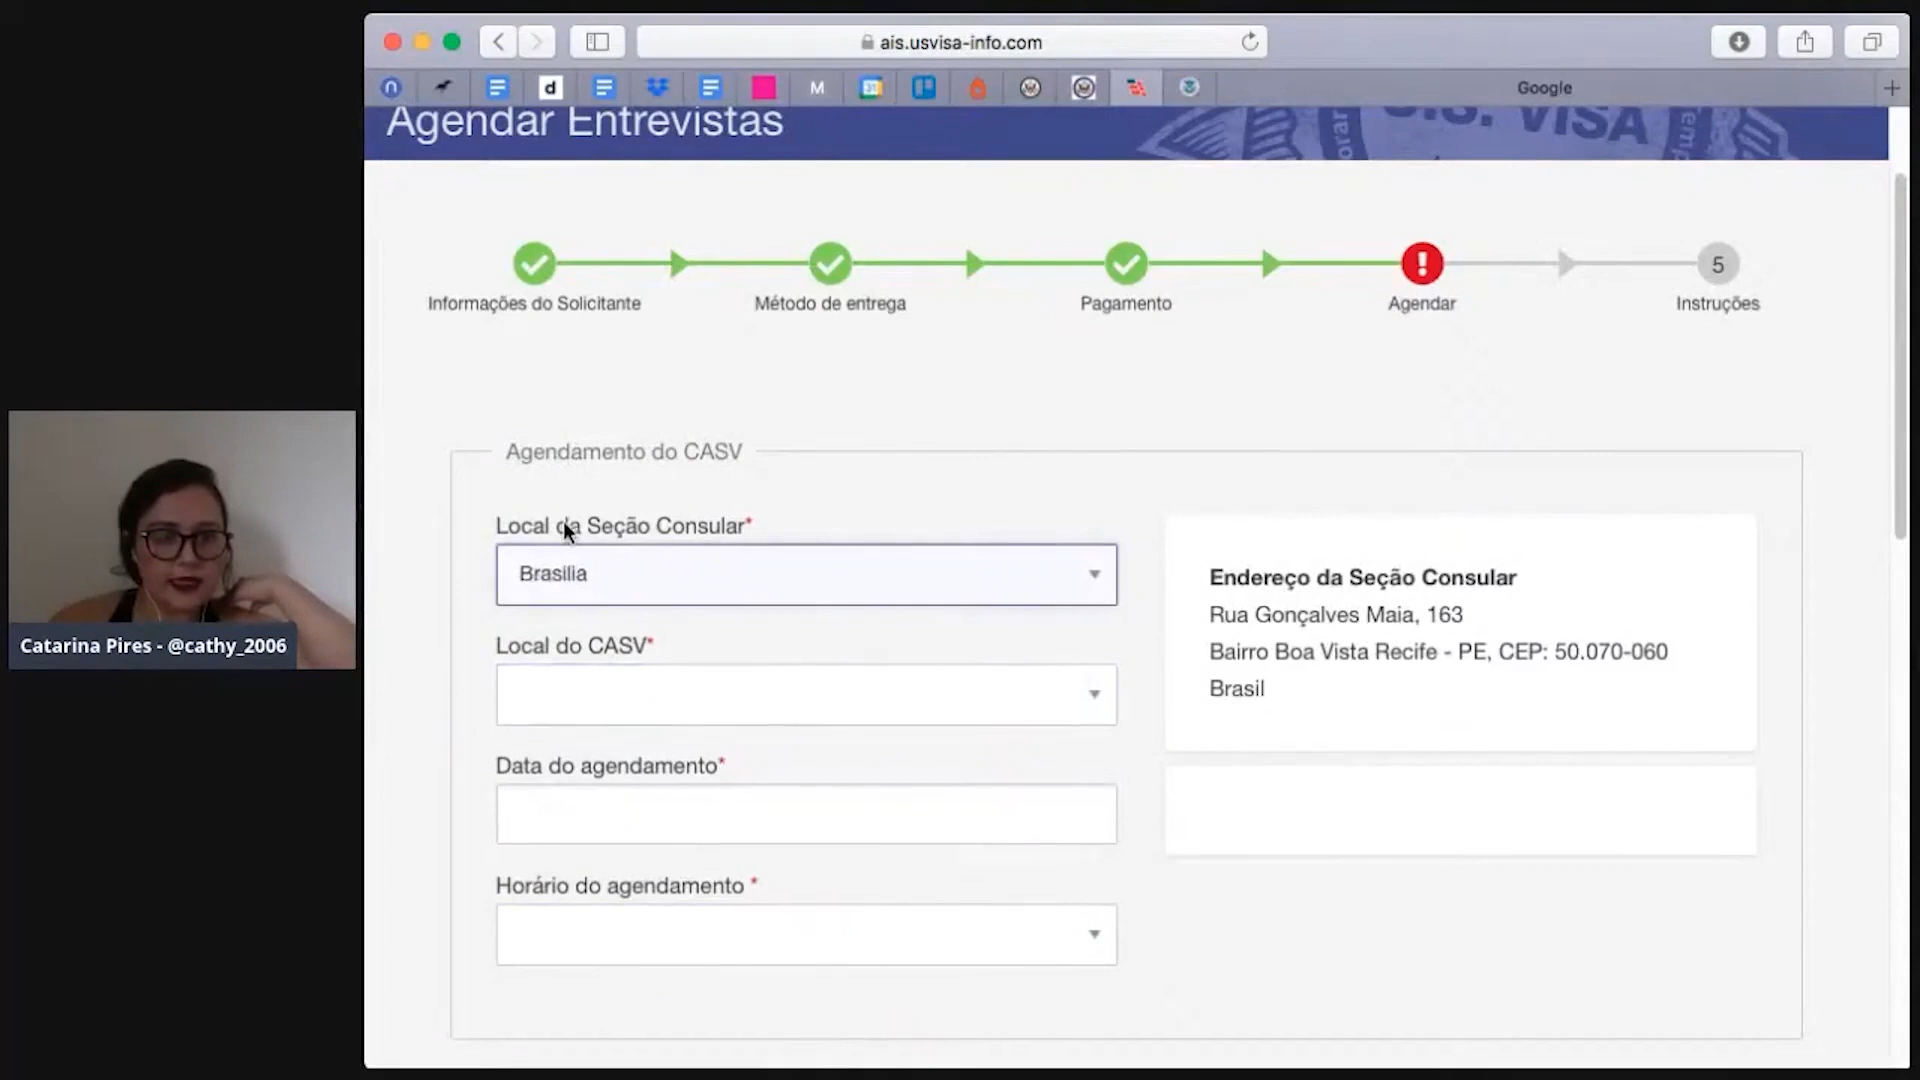 ais.usvisa-info.com
Google
Agendar Entrevistas
U.S. VISA
Informações do Solicitante
Método de entrega
Pagamento
Agendar
5
Instruções
Agendamento do CASV
Local da Seção Consular*
Brasilia
Local do CASV*
Data do agendamento*
Horário do agendamento *
Endereço da Seção Consular
Rua Gonçalves Maia, 163
Bairro Boa Vista Recife - PE, CEP: 50.070-060
Brasil
Catarina Pires - @cathy_2006